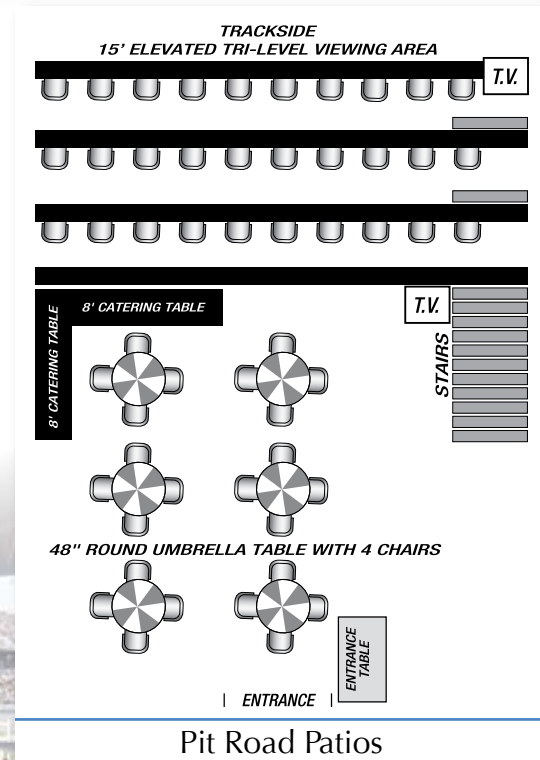 TRACKSIDE
15' ELEVATED TRI-LEVEL VIEWING AREA
T.V.
8' CATERING TABLE
8' CATERING TABLE
T.V.
STAIRS
48" ROUND UMBRELLA TABLE WITH 4 CHAIRS
ENTRANCE
TABLE
ENTRANCE
Pit Road Patios